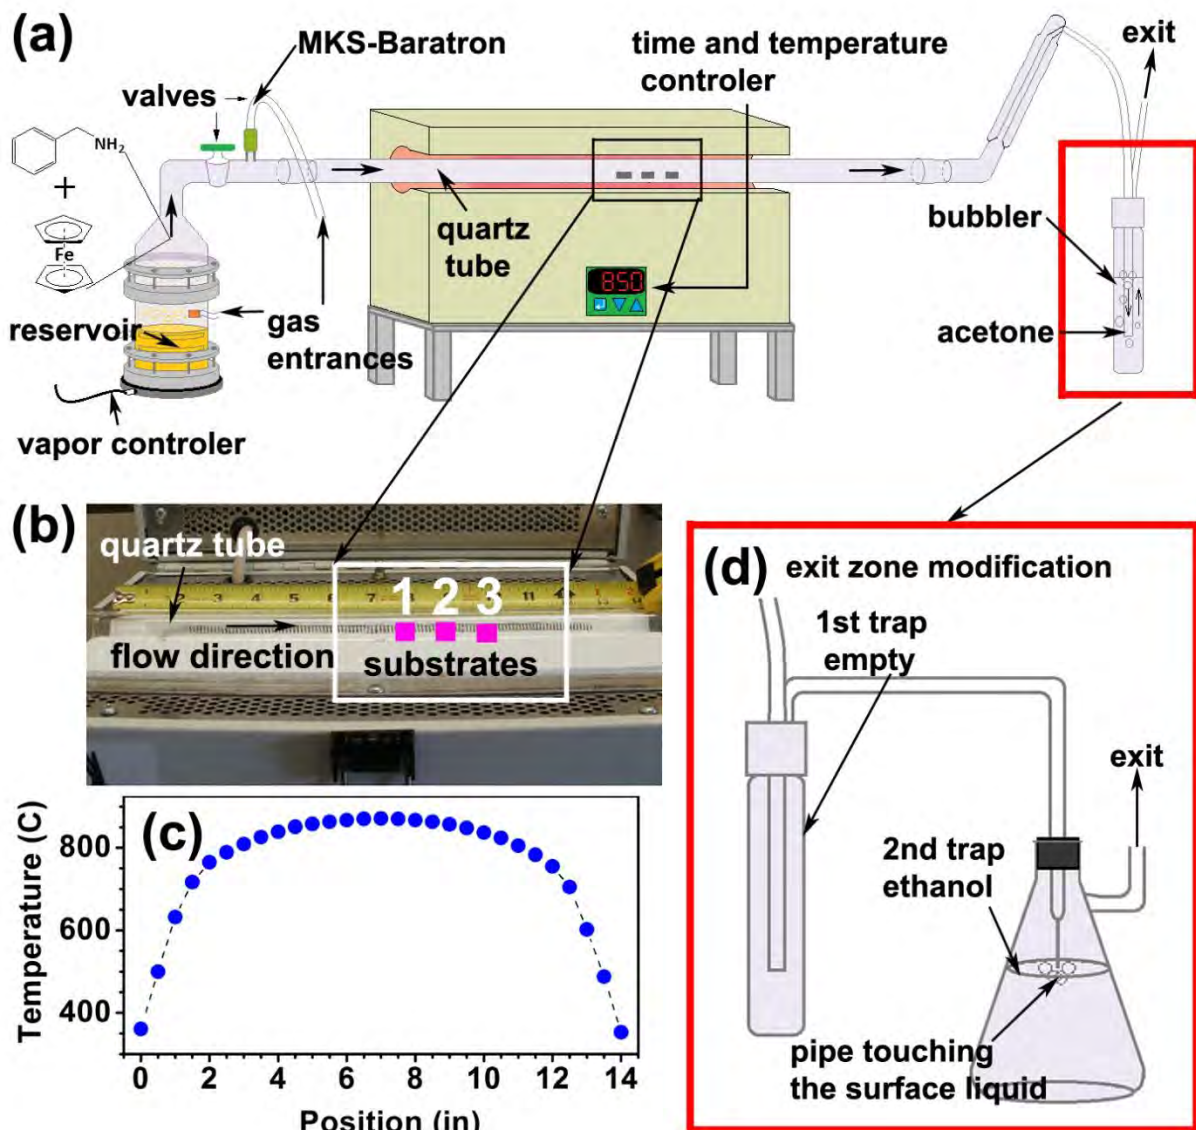 (a)
MKS-Baratron
time and temperature
controler
exit
valves
NH2
+
Fe
quartz
tube
850
bubbler
acetone
reservoir
gas
entrances
vapor controler
(b)
quartz tube
1 2 3
flow direction
substrates
(c)
Temperature (C)
800
600
400
0 2 4 6 8 10 12 14
Position (in)
(d)
exit zone modification
1st trap
empty
exit
2nd trap
ethanol
pipe touching
the surface liquid